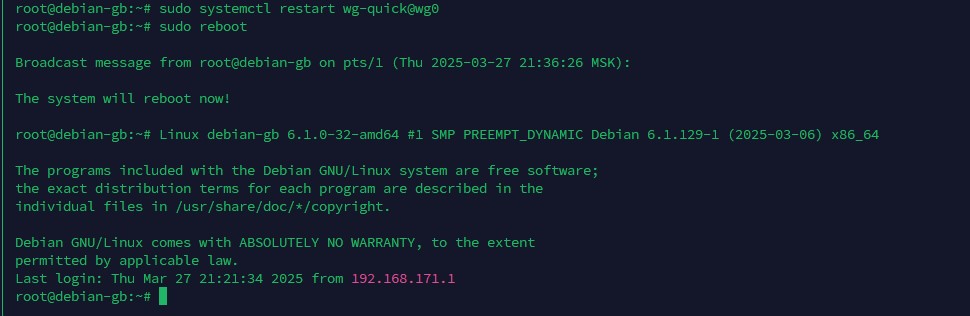 root@debian-gb:~# sudo systemctl restart wg-quick@wg0
root@debian-gb:~# sudo reboot
Broadcast message from root@debian-gb on pts/1 (Thu 2025-03-27 21:36:26 MSK):
The system will reboot now!
root@debian-gb:~# Linux debian-gb 6.1.0-32-amd64 #1 SMP PREEMPT_DYNAMIC Debian 6.1.129-1 (2025-03-06) x86_64
The programs included with the Debian GNU/Linux system are free software;
the exact distribution terms for each program are described in the
individual files in /usr/share/doc/*/copyright.
Debian GNU/Linux comes with ABSOLUTELY NO WARRANTY, to the extent
permitted by applicable law.
Last login: Thu Mar 27 21:21:34 2025 from 192.168.171.1
root@debian-gb:~#